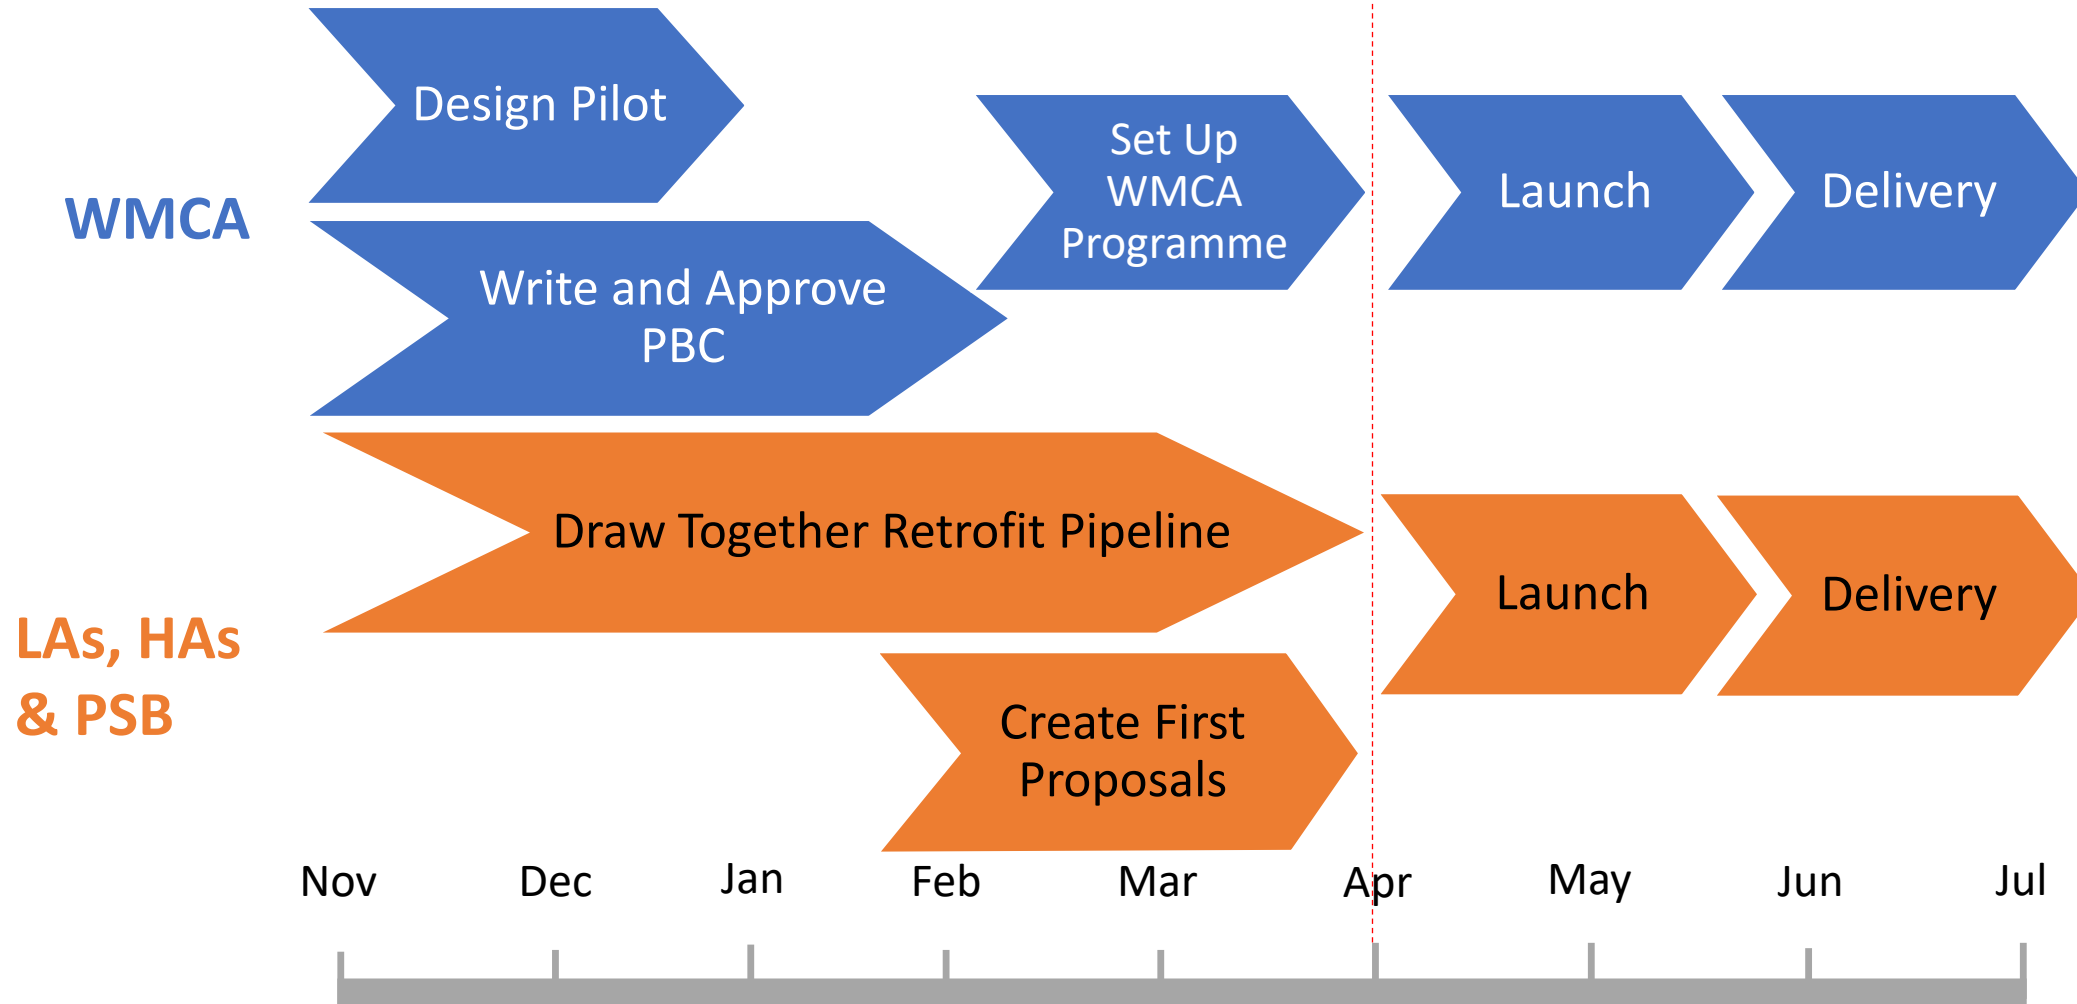 WMCA
Design Pilot
Write and Approve
PBC
Set Up
WMCA
Programme
Launch
Delivery
LAs, HAs
& PSB
Draw Together Retrofit Pipeline
Create First
Proposals
Launch
Delivery
Nov Dec Jan Feb Mar Apr May Jun Jul